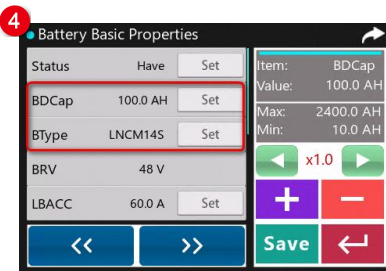 4
Battery Basic Properties
Status Have Set
BDCap 100.0 AH Set
BType LNCM14S Set
BRV 48 V
LBACC 60.0 A Set
<< >>
Item: BDCap
Value: 100.0 AH
Max: 2400.0 AH
Min: 10.0 AH
x1.0
+ −
Save